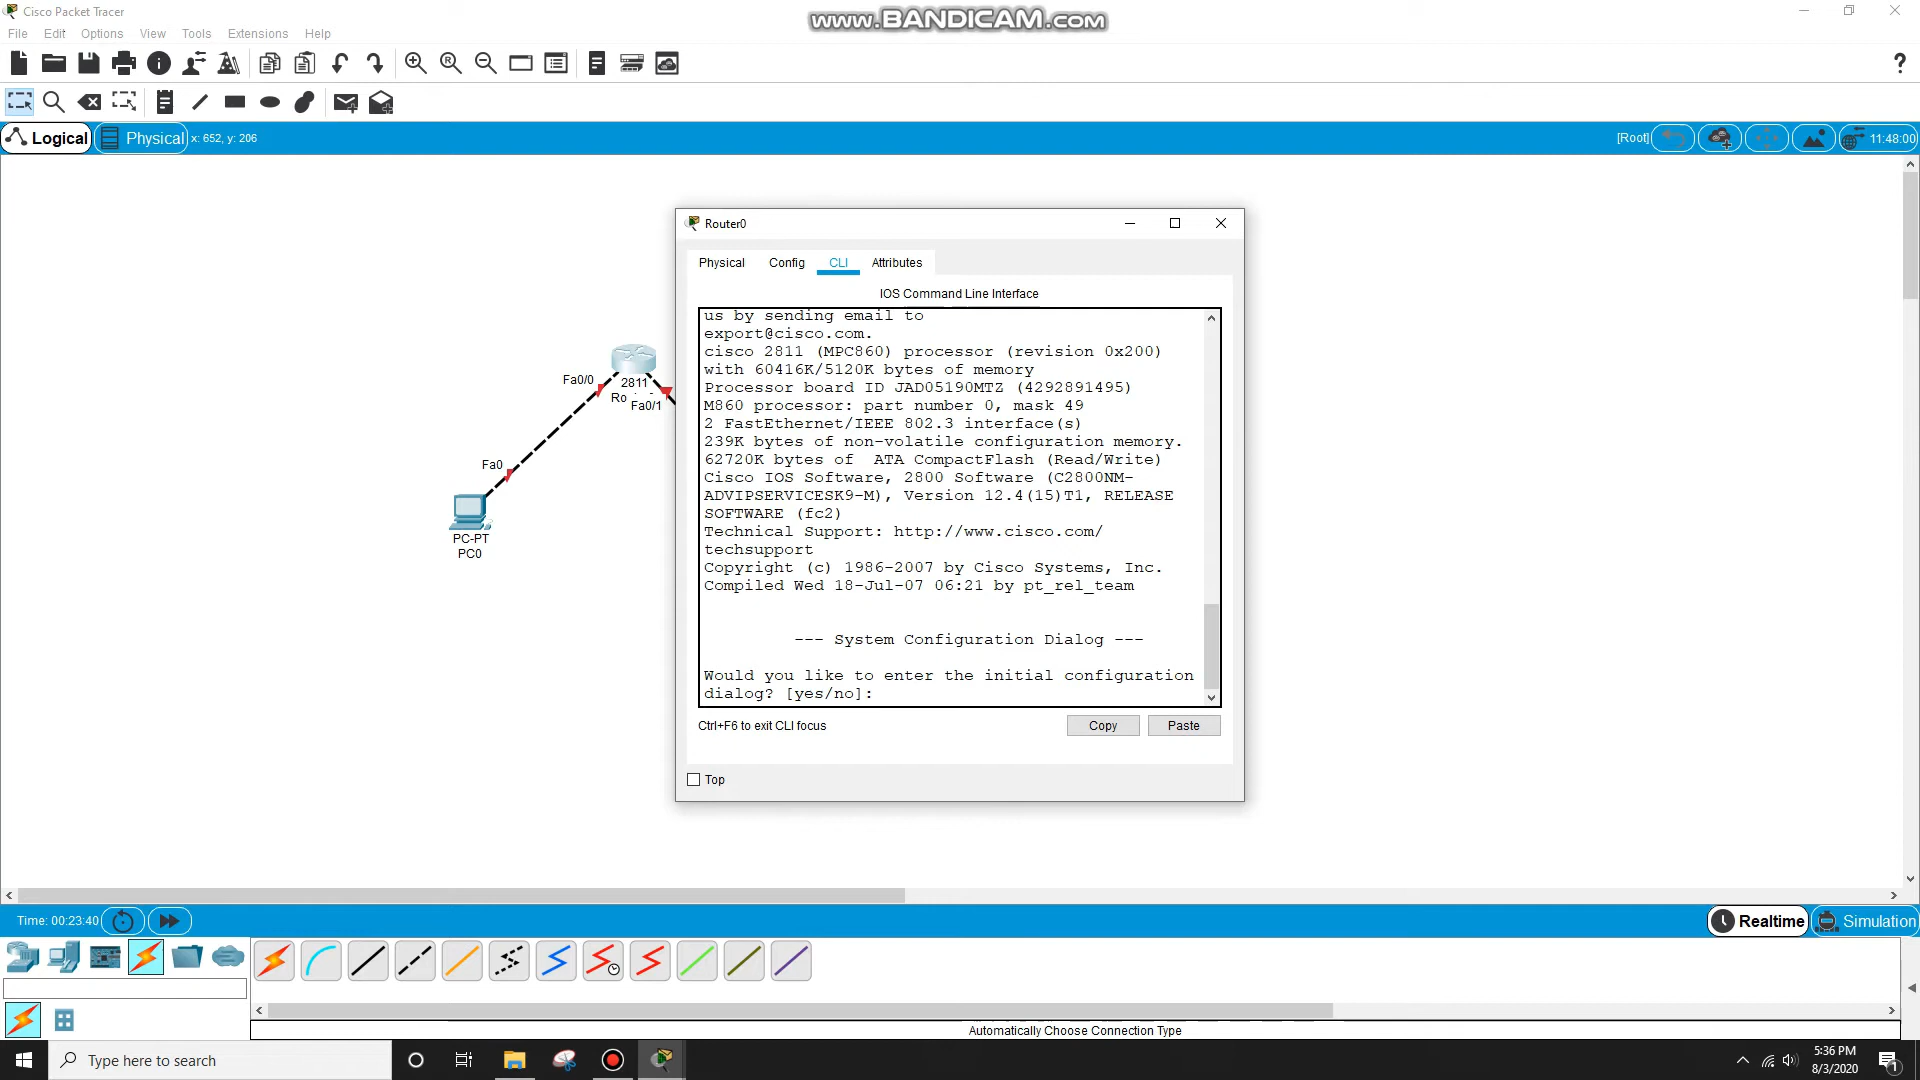 Cisco Packet Tracer
www.BANDICAM.com
File Edit Options View Tools Extensions Help
Logical
Physical
x: 652, y: 206
[Root]
11:48:00
Router0
Physical Config CLI Attributes
IOS Command Line Interface
us by sending email to
export@cisco.com.
cisco 2811 (MPC860) processor (revision 0x200)
with 60416K/5120K bytes of memory
Processor board ID JAD05190MTZ (4292891495)
M860 processor: part number 0, mask 49
2 FastEthernet/IEEE 802.3 interface(s)
239K bytes of non-volatile configuration memory.
62720K bytes of  ATA CompactFlash (Read/Write)
Cisco IOS Software, 2800 Software (C2800NM-
ADVIPSERVICESK9-M), Version 12.4(15)T1, RELEASE
SOFTWARE (fc2)
Technical Support: http://www.cisco.com/
techsupport
Copyright (c) 1986-2007 by Cisco Systems, Inc.
Compiled Wed 18-Jul-07 06:21 by pt_rel_team
--- System Configuration Dialog ---
Would you like to enter the initial configuration
dialog? [yes/no]:
Ctrl+F6 to exit CLI focus
Copy
Paste
Top
Fa0/0
2811
Fa0/1
Fa0
PC-PT
PC0
Time: 00:23:40
Realtime
Simulation
Automatically Choose Connection Type
Type here to search
5:36 PM
8/3/2020
1